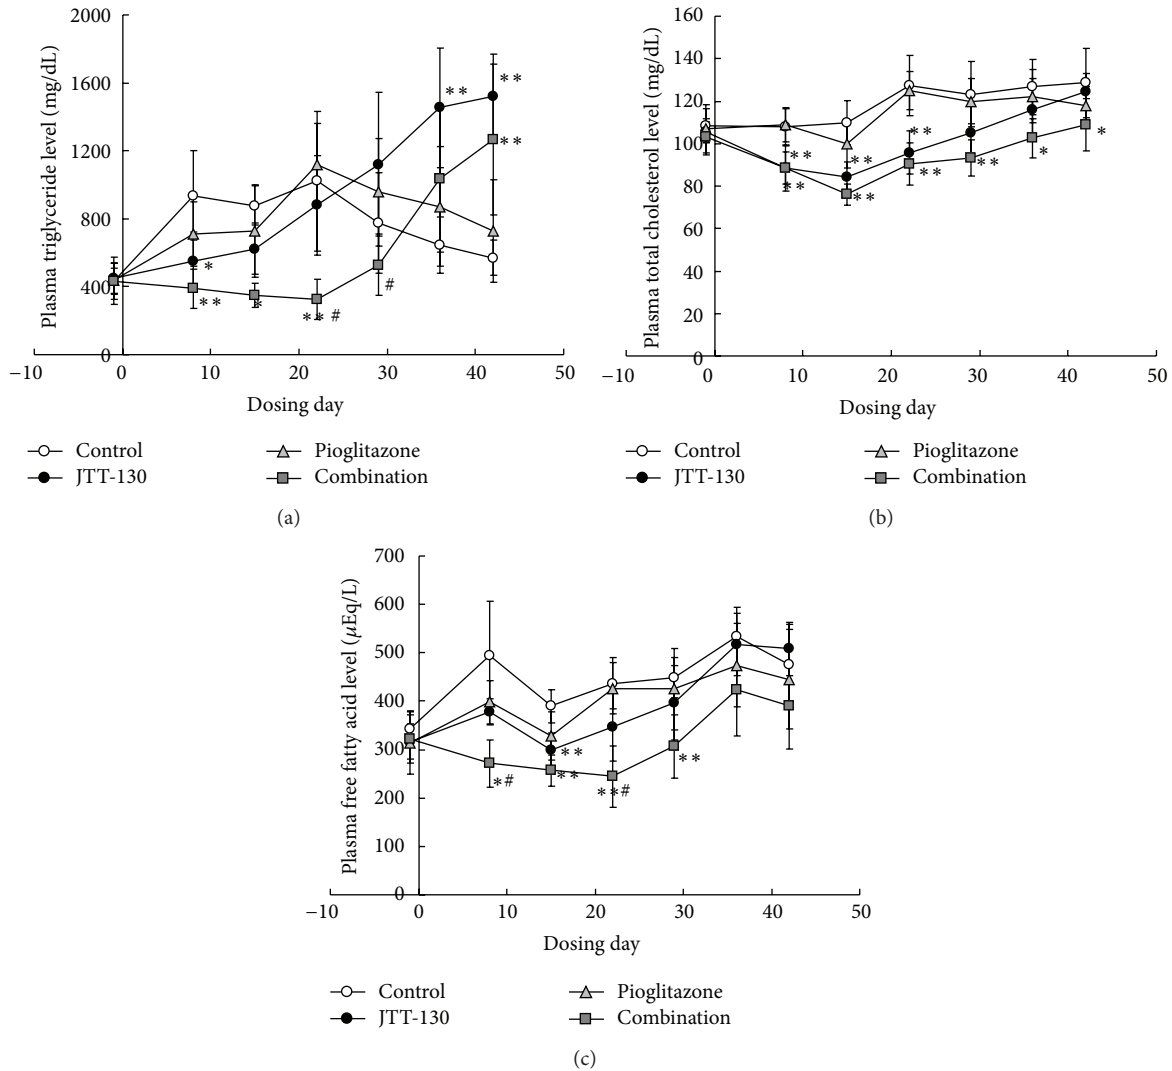 2000
1600
1200
800
400
0
Plasma triglyceride level (mg/dL)
**
**
**
*
**
*
** #
#
−10 0 10 20 30 40 50
Dosing day
Control Pioglitazone
JTT-130 Combination
(a)
160
140
120
100
80
60
40
20
0
Plasma total cholesterol level (mg/dL)
**
**
**
**
**
**
**
*
*
−10 0 10 20 30 40 50
Dosing day
Control Pioglitazone
JTT-130 Combination
(b)
700
600
500
400
300
200
100
0
Plasma free fatty acid level (µEq/L)
**
**
*#
**#
**
−10 0 10 20 30 40 50
Dosing day
Control Pioglitazone
JTT-130 Combination
(c)